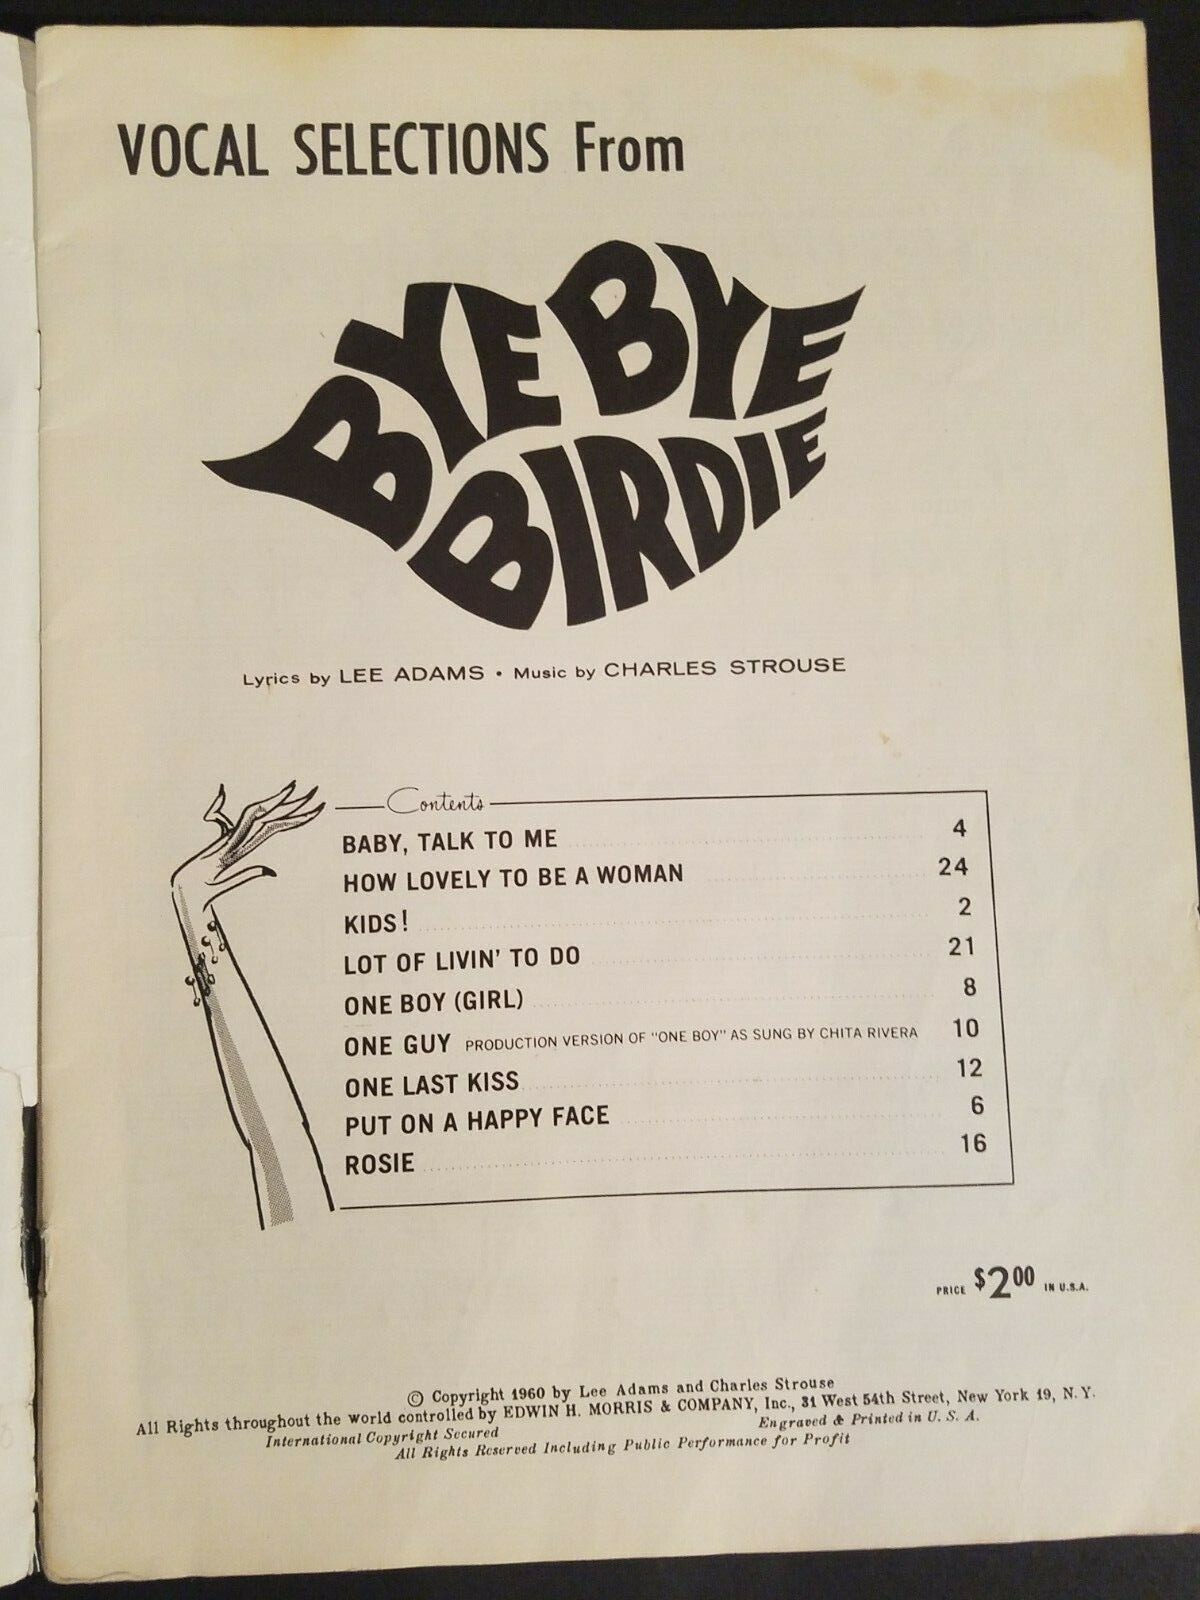 VOCAL SELECTIONS From
BYE BYE
BIRDIE
Lyrics by LEE ADAMS • Music by CHARLES STROUSE
Contents
BABY, TALK TO ME 4
HOW LOVELY TO BE A WOMAN 24
KIDS! 2
LOT OF LIVIN' TO DO 21
ONE BOY (GIRL) 8
ONE GUY PRODUCTION VERSION OF "ONE BOY" AS SUNG BY CHITA RIVERA 10
ONE LAST KISS 12
PUT ON A HAPPY FACE 6
ROSIE 16
PRICE $2.00 IN U.S.A.
© Copyright 1960 by Lee Adams and Charles Strouse
All Rights throughout the world controlled by EDWIN H. MORRIS & COMPANY, Inc., 31 West 54th Street, New York 19, N.Y.
International Copyright Secured Engraved & Printed in U. S. A.
All Rights Reserved Including Public Performance for Profit